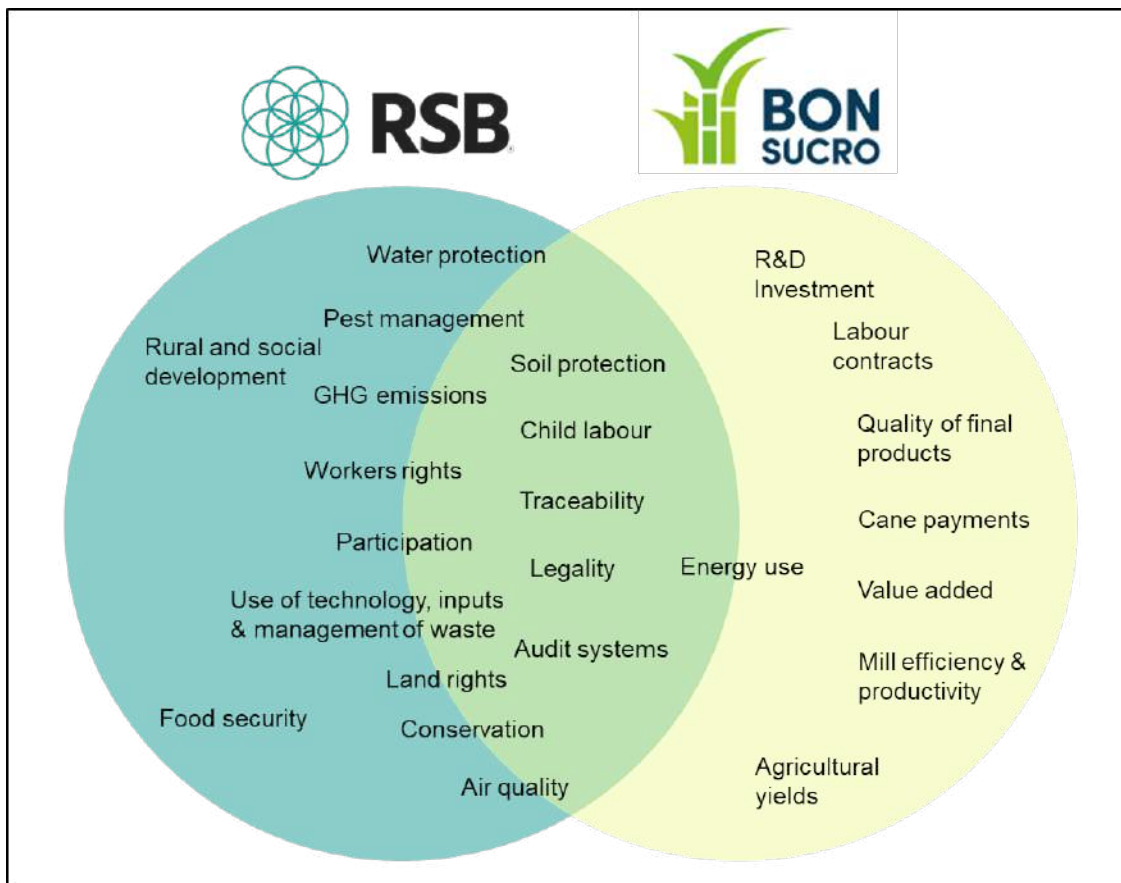 RSB
BON
SUCRO
Water protection
R&D
Investment
Pest management
Labour
contracts
Rural and social
development
Soil protection
GHG emissions
Child labour
Quality of final
products
Workers rights
Traceability
Cane payments
Participation
Legality
Energy use
Value added
Use of technology, inputs
& management of waste
Audit systems
Mill efficiency &
productivity
Land rights
Food security
Conservation
Air quality
Agricultural
yields